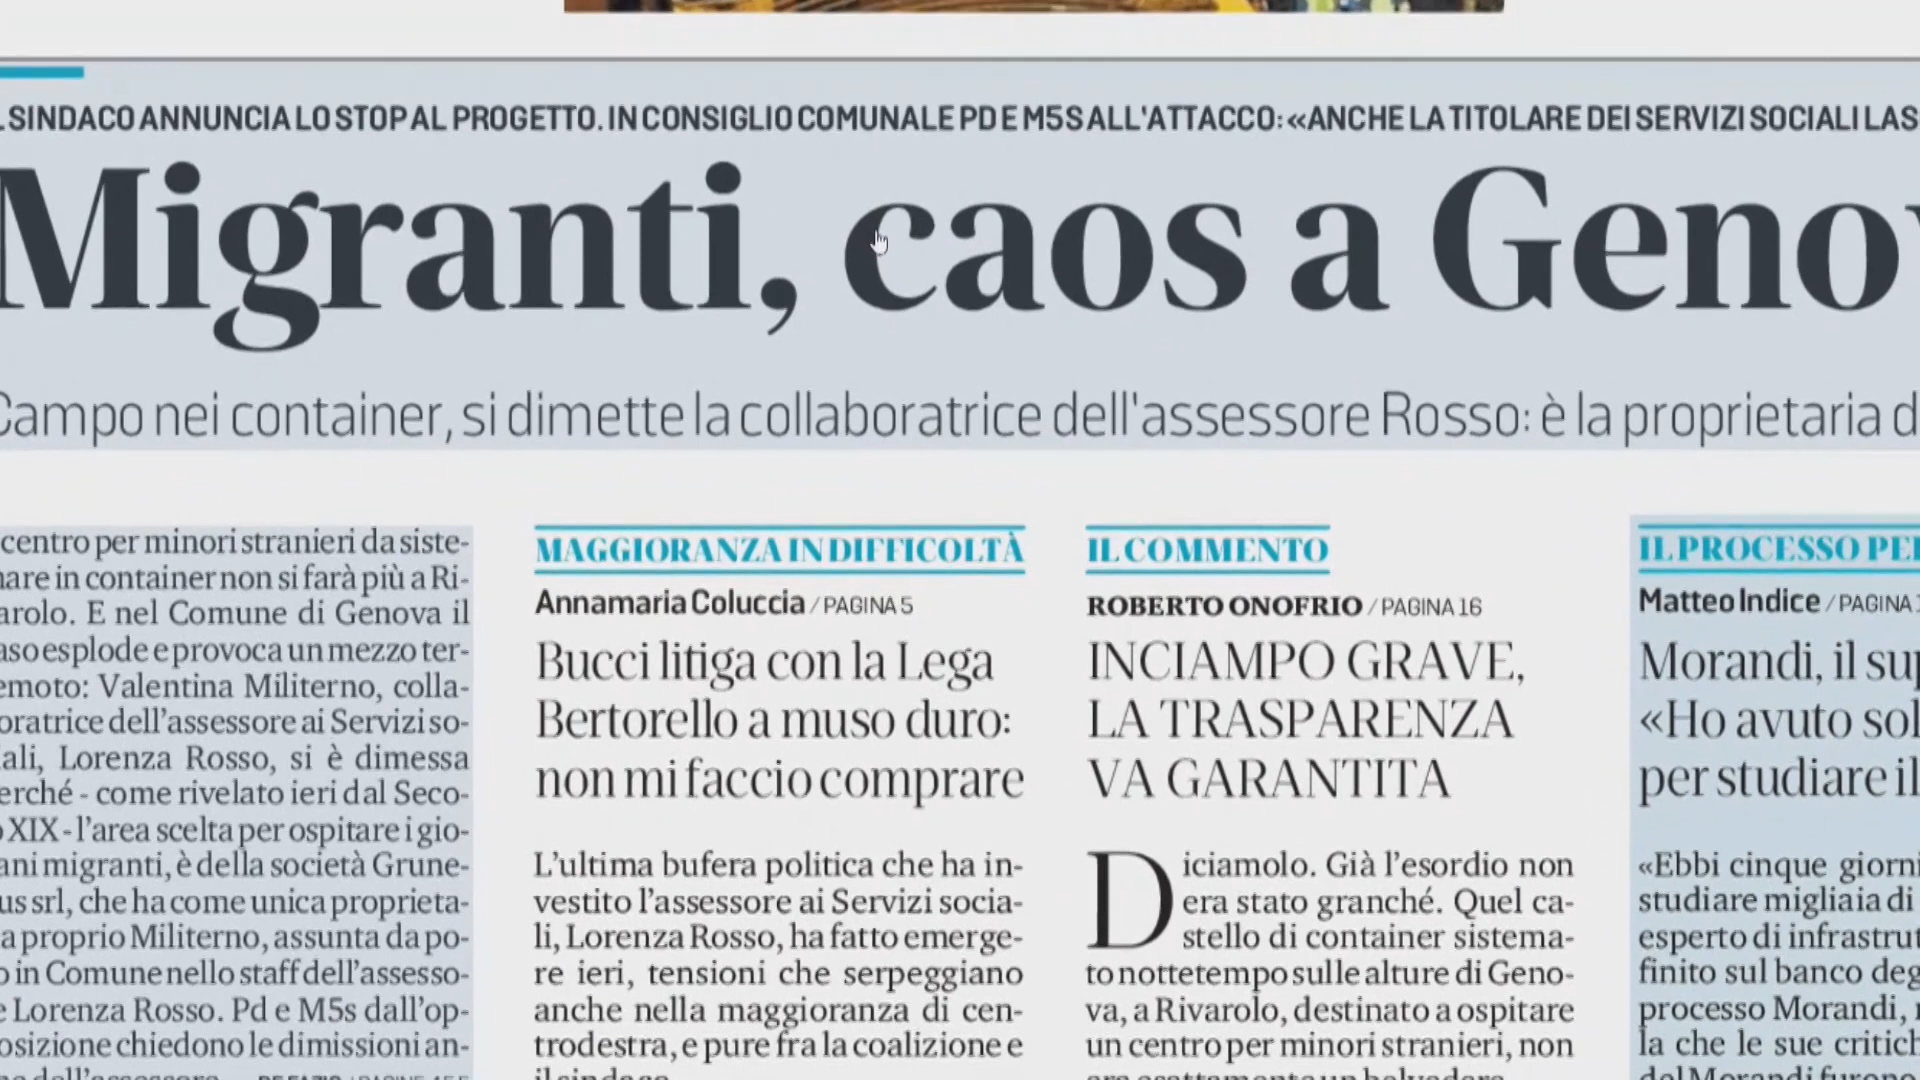 SINDACO ANNUNCIA LO STOP AL PROGETTO. IN CONSIGLIO COMUNALE PD E M5S ALL'ATTACCO: «ANCHE LA TITOLARE DEI SERVIZI SOCIALI LAS
Migranti, caos a Geno
Campo nei container, si dimette la collaboratrice dell'assessore Rosso: è la proprietaria d
centro per minori stranieri da siste-
nare in container non si farà più a Ri-
arolo. E nel Comune di Genova il
aso esplode e provoca un mezzo ter-
emoto: Valentina Militerno, colla-
oratrice dell'assessore ai Servizi so-
ali, Lorenza Rosso, si è dimessa
erché - come rivelato ieri dal Seco-
o XIX - l'area scelta per ospitare i gio-
ani migranti, è della società Grune-
us srl, che ha come unica proprieta-
a proprio Militerno, assunta da po-
o in Comune nello staff dell'assesso-
e Lorenza Rosso. Pd e M5s dall'op-
osizione chiedono le dimissioni an-
MAGGIORANZA IN DIFFICOLTÀ
Annamaria Coluccia / PAGINA 5
Bucci litiga con la Lega
Bertorello a muso duro:
non mi faccio comprare
L'ultima bufera politica che ha in-
vestito l'assessore ai Servizi socia-
li, Lorenza Rosso, ha fatto emerge-
re ieri, tensioni che serpeggiano
anche nella maggioranza di cen-
trodestra, e pure fra la coalizione e
il sindaco
IL COMMENTO
ROBERTO ONOFRIO / PAGINA 16
INCIAMPO GRAVE,
LA TRASPARENZA
VA GARANTITA
Diciamolo. Già l'esordio non
era stato granché. Quel ca-
stello di container sistema-
to nottetempo sulle alture di Geno-
va, a Rivarolo, destinato a ospitare
un centro per minori stranieri, non
IL PROCESSO PE
Matteo Indice / PAGINA
Morandi, il su
«Ho avuto sol
per studiare il
«Ebbi cinque giorni
studiare migliaia di
esperto di infrastrut
finito sul banco deg
processo Morandi,
la che le sue critich